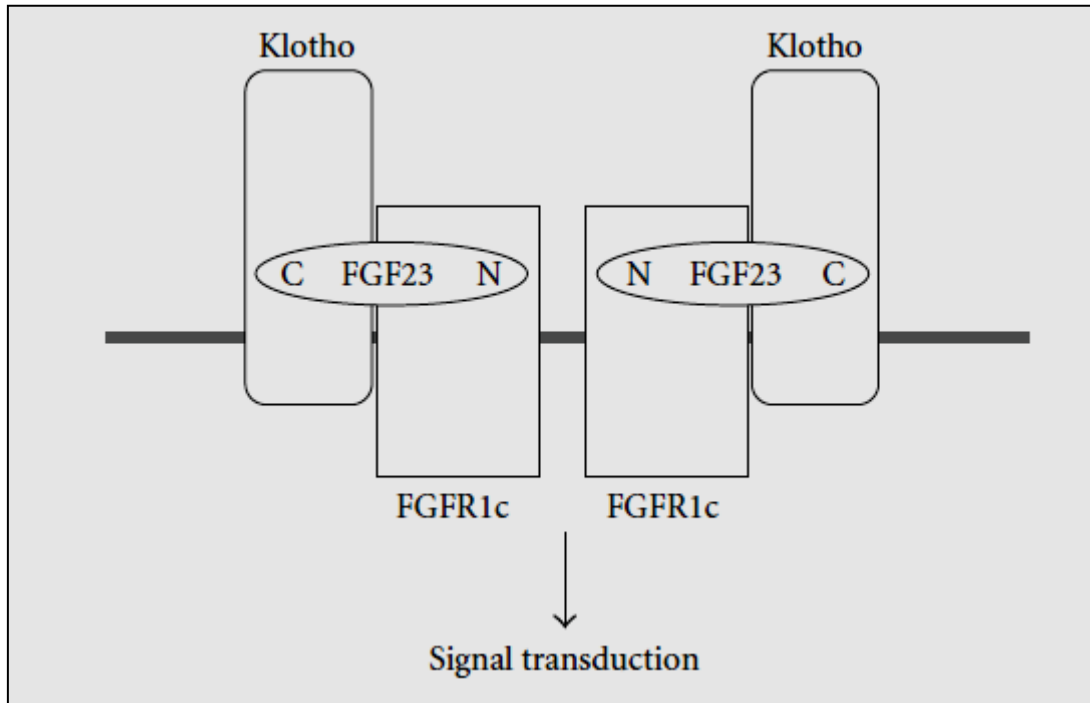 Klotho Klotho
C FGF23 N N FGF23 C
FGFR1c FGFR1c
Signal transduction